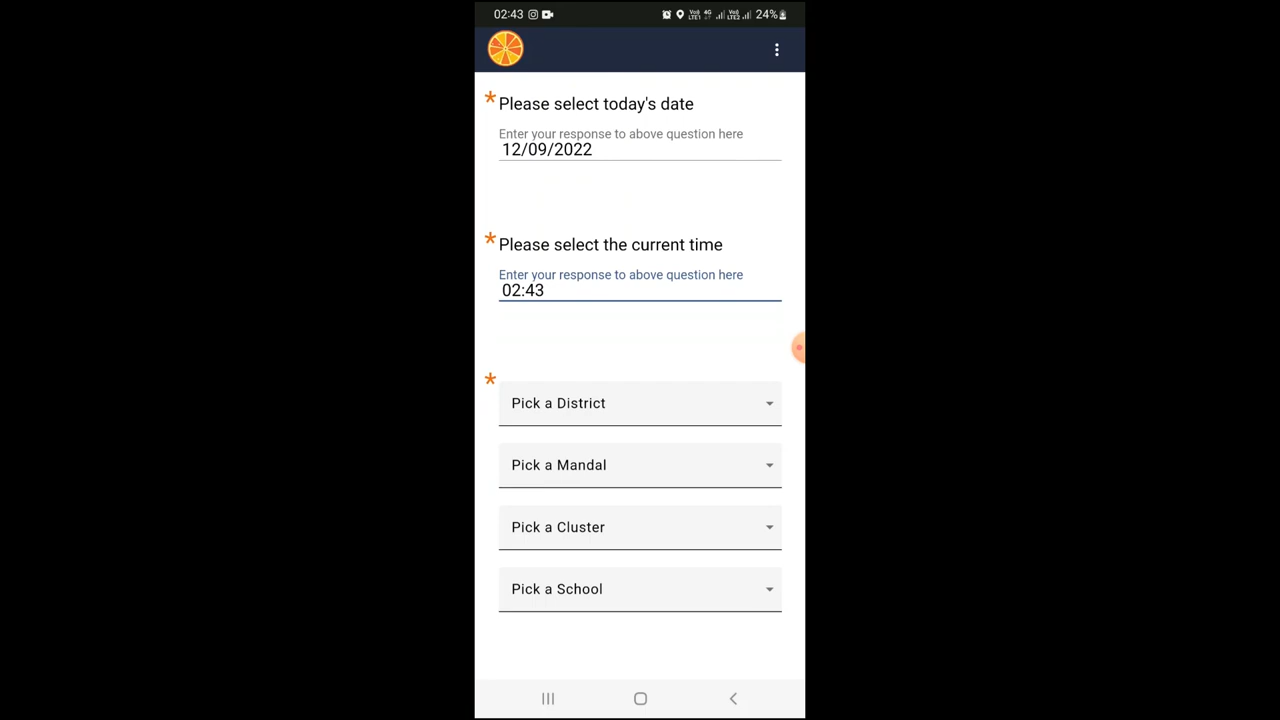 02:43 24%
Please select today's date
Enter your response to above question here
12/09/2022
Please select the current time
Enter your response to above question here
02:43
Pick a District
Pick a Mandal
Pick a Cluster
Pick a School